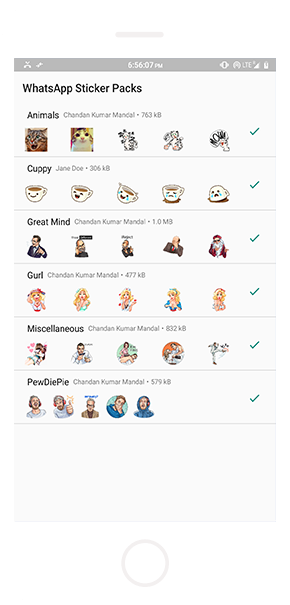 6:56:07 PM LTE
WhatsApp Sticker Packs
Animals Chandan Kumar Mandal • 763 kB
Cuppy Jane Doe • 306 kB
Great Mind Chandan Kumar Mandal • 1.0 MB
Gurl Chandan Kumar Mandal • 477 kB
Miscellaneous Chandan Kumar Mandal • 832 kB
PewDiePie Chandan Kumar Mandal • 579 kB